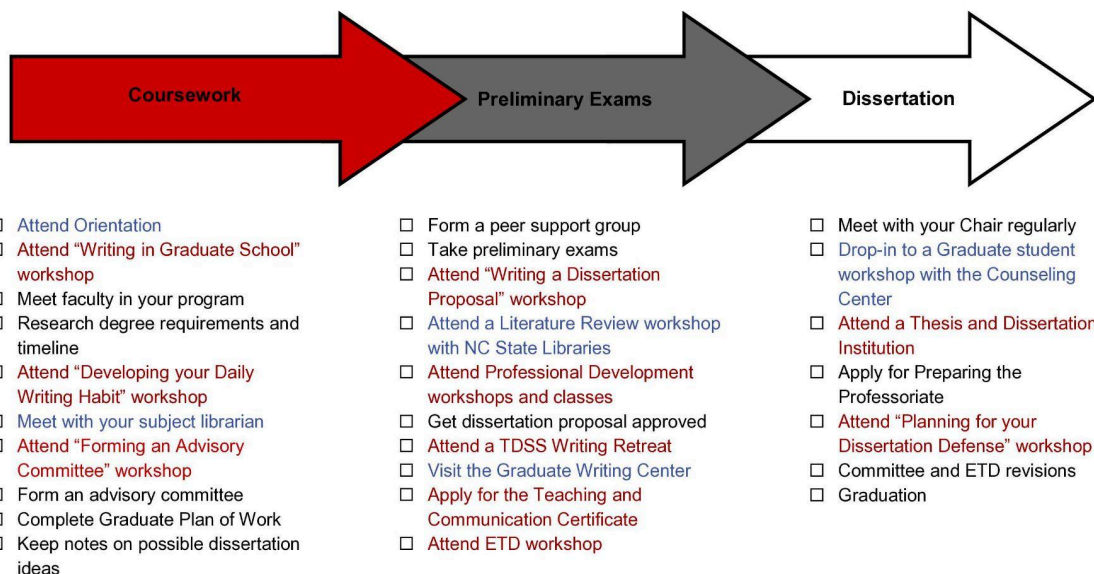 Coursework
Preliminary Exams
Dissertation
Attend Orientation
Attend “Writing in Graduate School”
workshop
Meet faculty in your program
Research degree requirements and
timeline
Attend “Developing your Daily
Writing Habit” workshop
Meet with your subject librarian
Attend “Forming an Advisory
Committee” workshop
Form an advisory committee
Complete Graduate Plan of Work
Keep notes on possible dissertation
ideas
Form a peer support group
Take preliminary exams
Attend “Writing a Dissertation
Proposal” workshop
Attend a Literature Review workshop
with NC State Libraries
Attend Professional Development
workshops and classes
Get dissertation proposal approved
Attend a TDSS Writing Retreat
Visit the Graduate Writing Center
Apply for the Teaching and
Communication Certificate
Attend ETD workshop
Meet with your Chair regularly
Drop-in to a Graduate student
workshop with the Counseling
Center
Attend a Thesis and Dissertation
Institution
Apply for Preparing the
Professoriate
Attend “Planning for your
Dissertation Defense” workshop
Committee and ETD revisions
Graduation